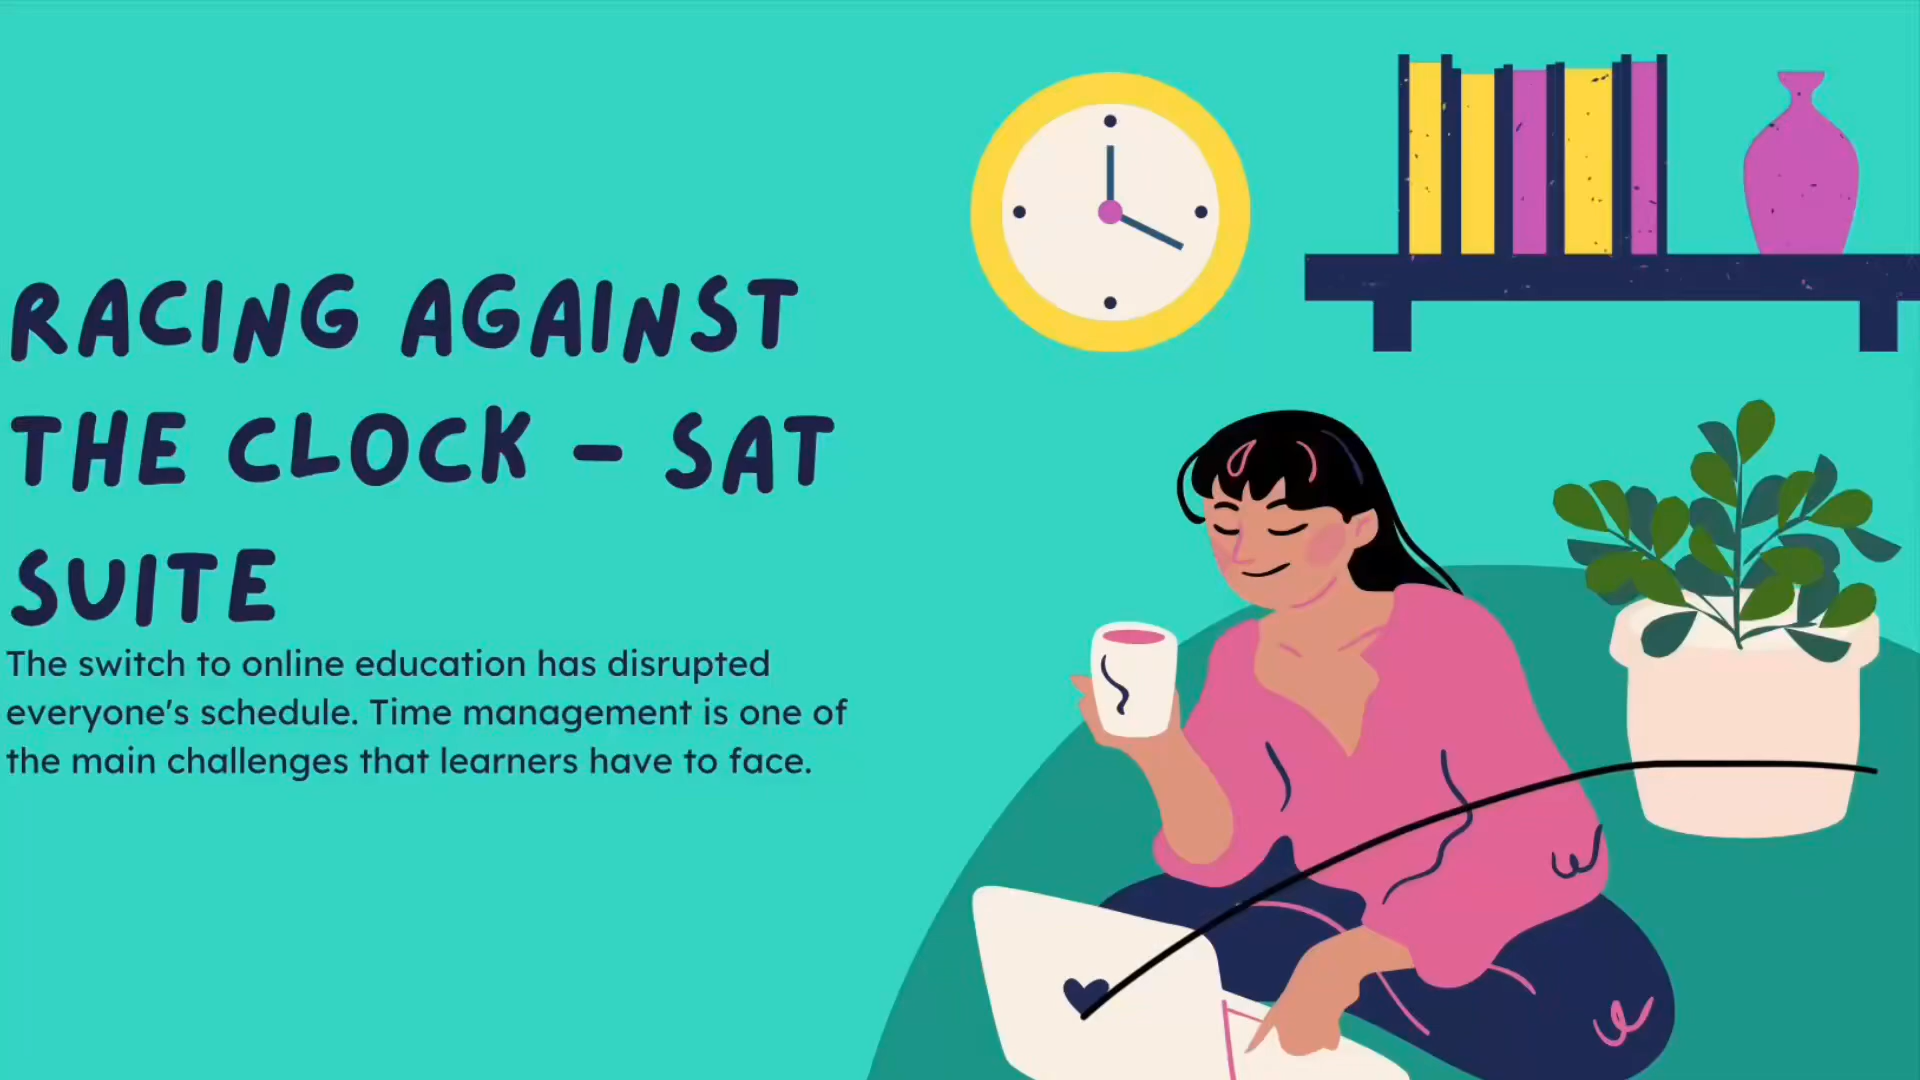 RACING AGAINST
THE CLOCK - SAT
SUITE
The switch to online education has disrupted
everyone's schedule. Time management is one of
the main challenges that learners have to face.